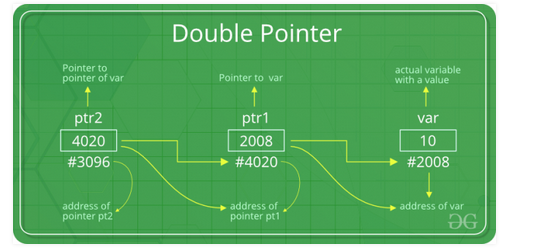 Double Pointer
Pointer to
pointer of var
Pointer to var
actual variable
with a value
ptr2
ptr1
var
4020
2008
10
#3096
#4020
#2008
address of
pointer pt2
address of
pointer pt1
address of var